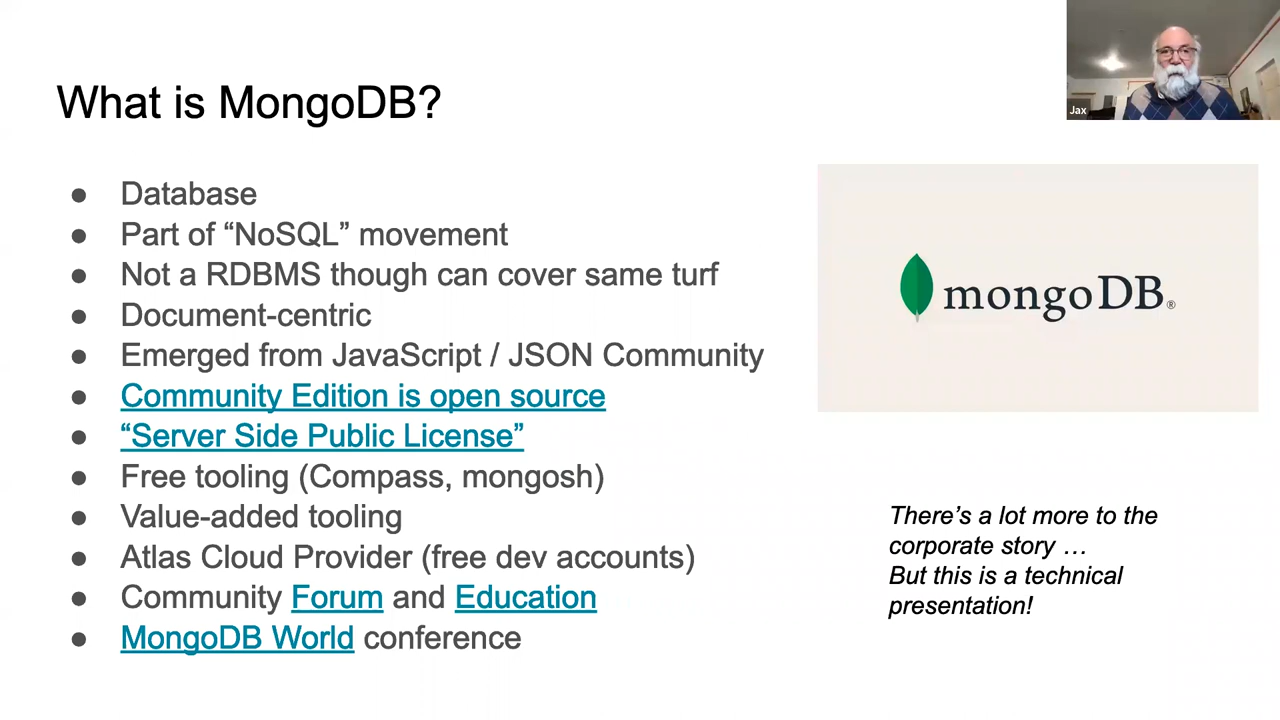 Jax
What is MongoDB?
● Database
● Part of “NoSQL” movement
● Not a RDBMS though can cover same turf
● Document-centric
● Emerged from JavaScript / JSON Community
● Community Edition is open source
● “Server Side Public License”
● Free tooling (Compass, mongosh)
● Value-added tooling
● Atlas Cloud Provider (free dev accounts)
● Community Forum and Education
● MongoDB World conference
mongoDB®
There’s a lot more to the
corporate story …
But this is a technical
presentation!